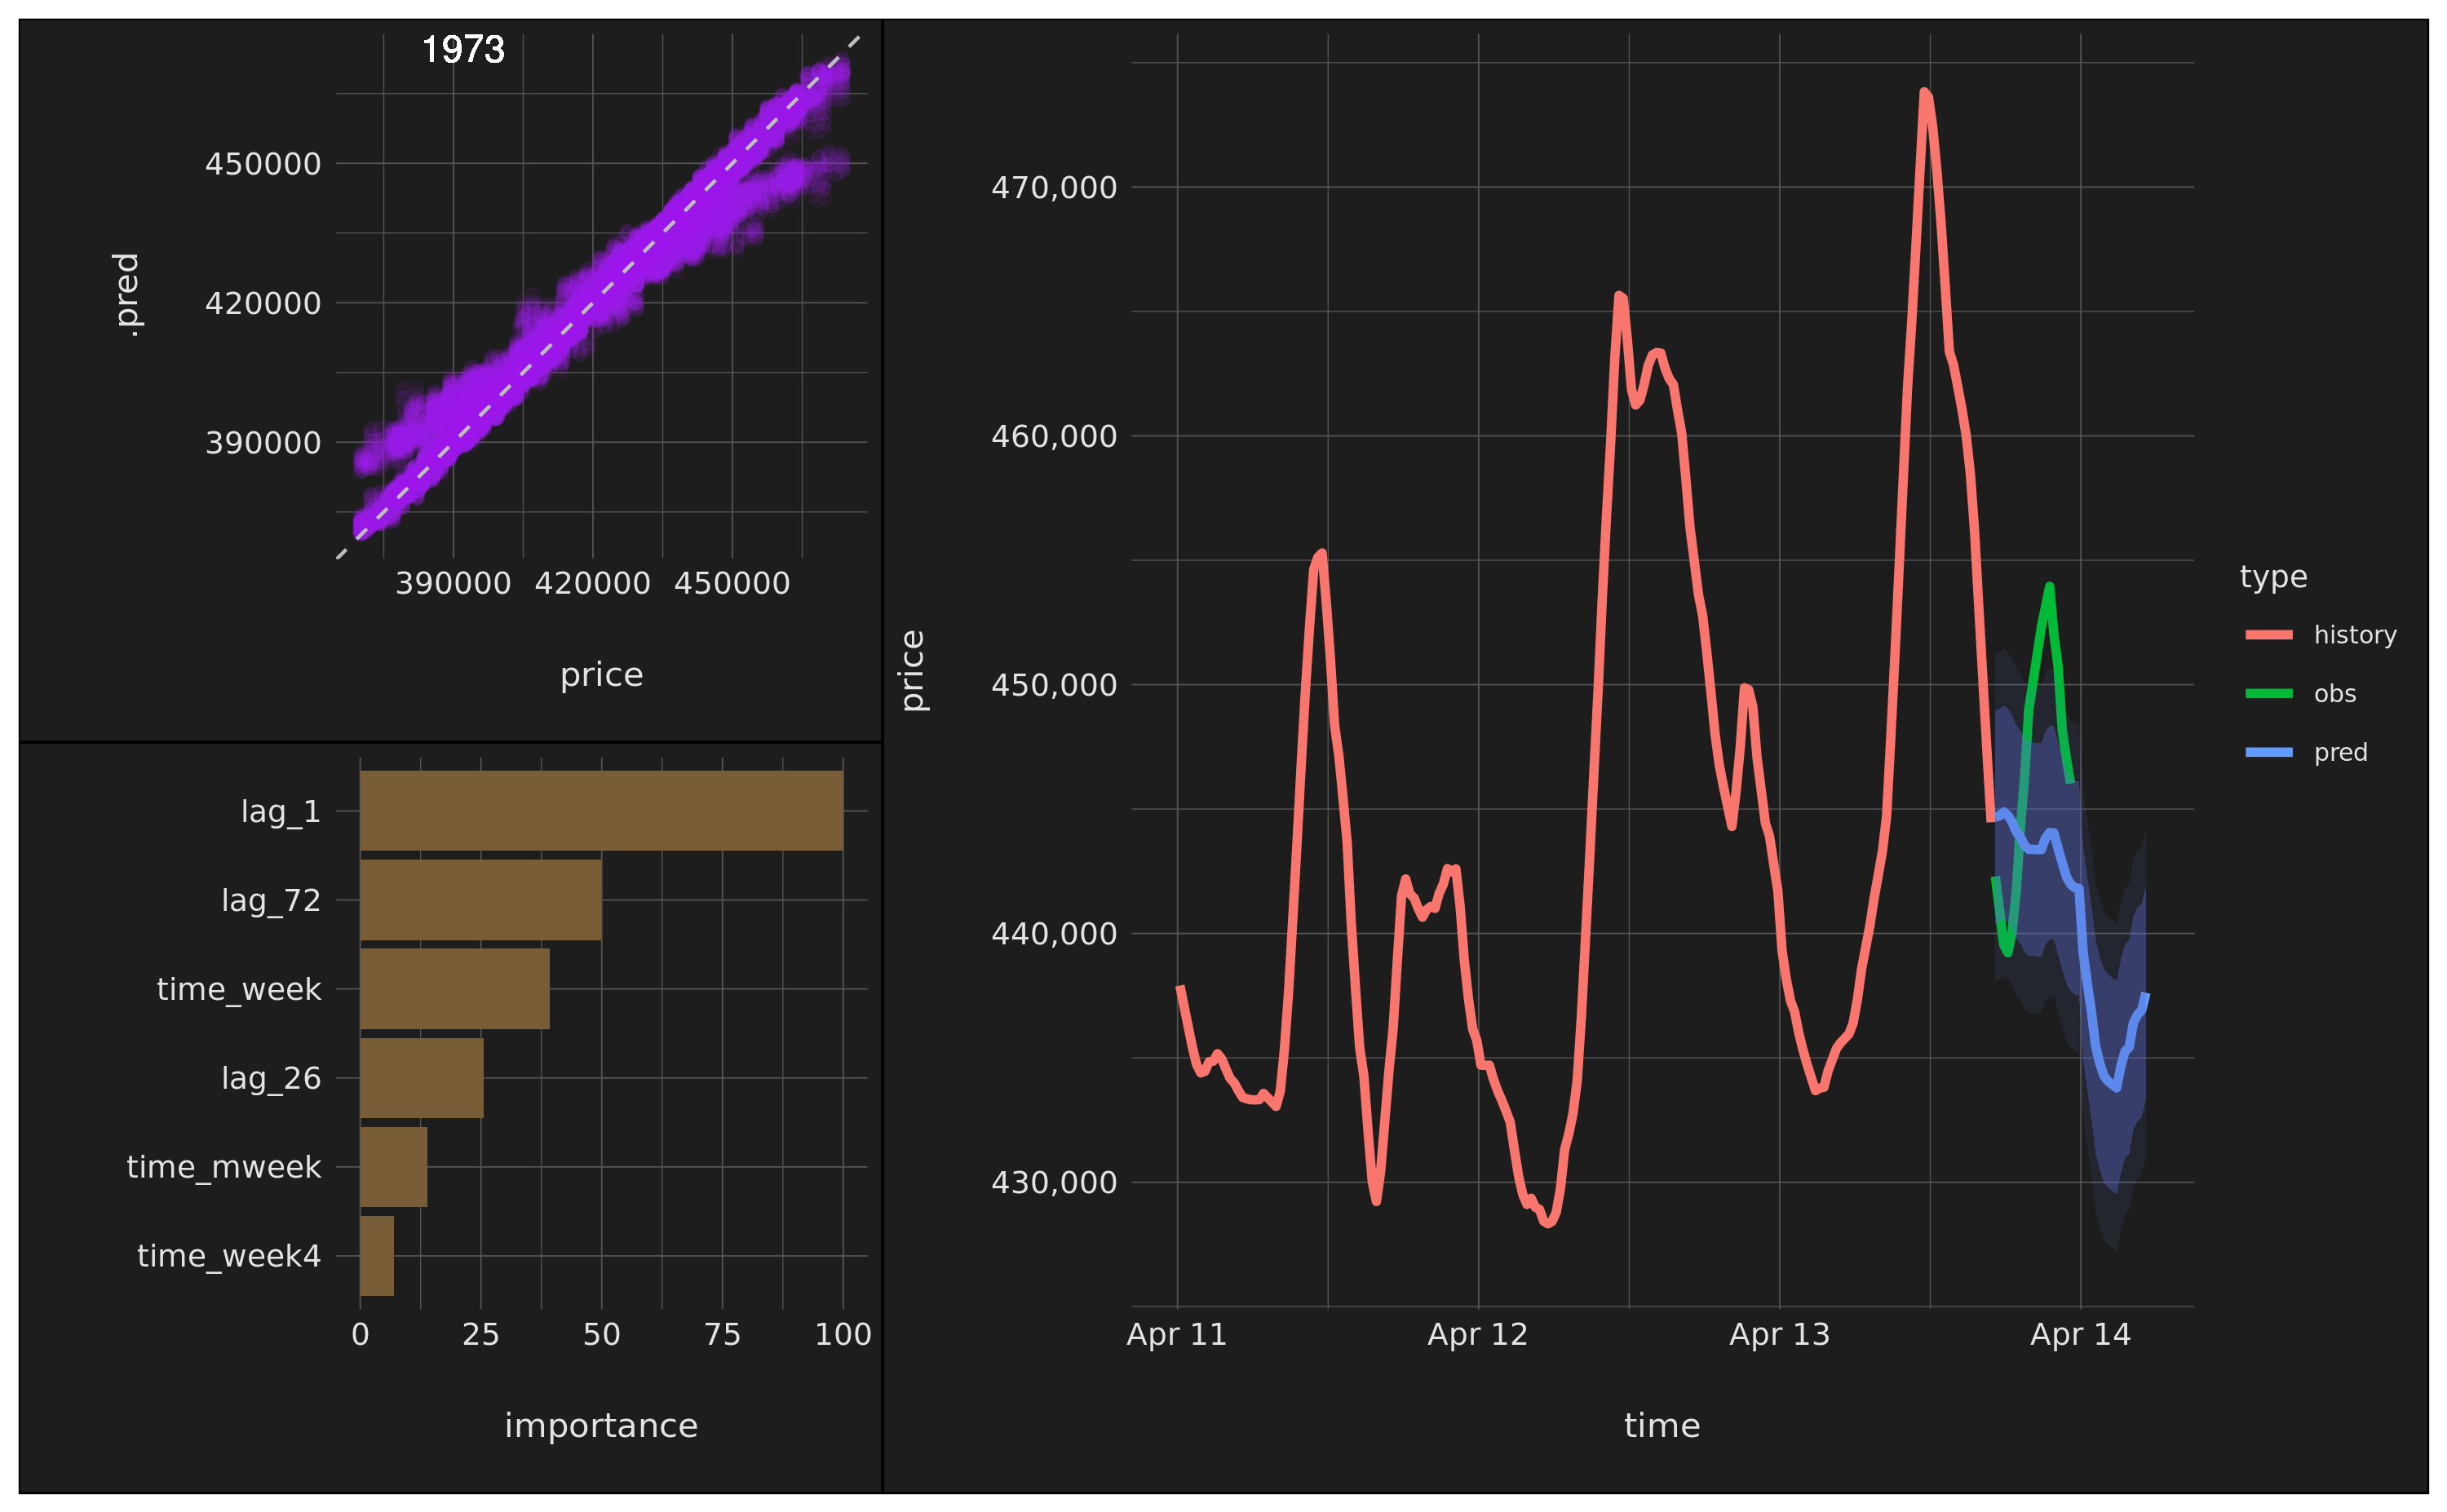 1973
.pred
450000
420000
390000
390000 420000 450000
price
lag_1
lag_72
time_week
lag_26
time_mweek
time_week4
0 25 50 75 100
importance
price
470,000
460,000
450,000
440,000
430,000
Apr 11 Apr 12 Apr 13 Apr 14
time
type
history
obs
pred